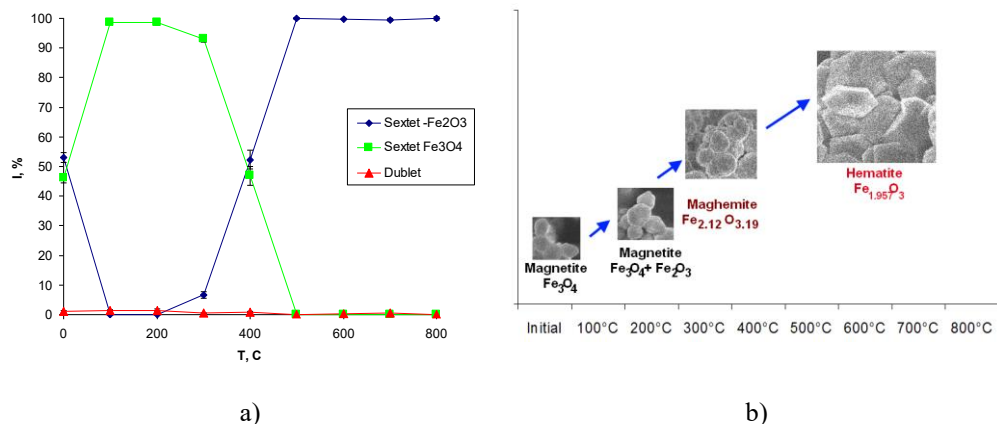 100
90
80
70
60
50
40
30
20
10
0
I, %
0 200 400 600 800
T, C
Sextet -Fe2O3
Sextet Fe3O4
Dublet
a)
Hematite
Fe1.957O3
Maghemite
Fe2.12 O3.19
Magnetite
Fe3O4+ Fe2O3
Magnetite
Fe3O4
Initial 100°C 200°C 300°C 400°C 500°C 600°C 700°C 800°C
b)